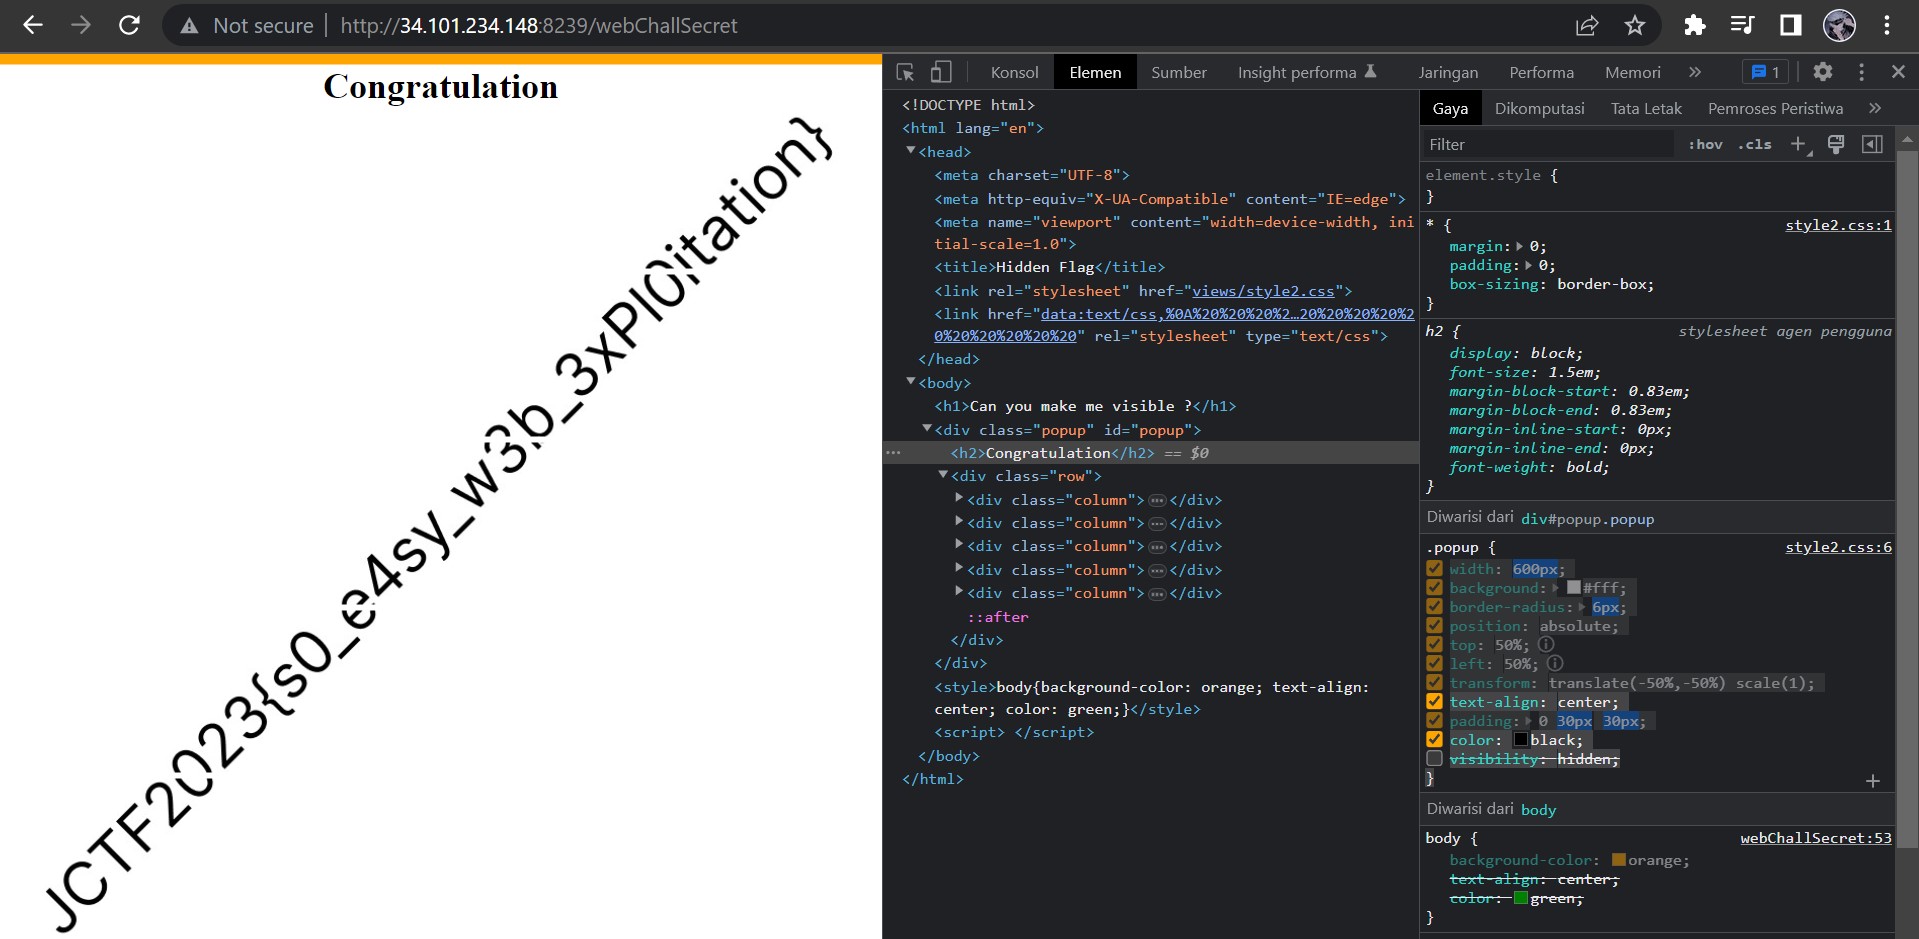 Not secure
http://34.101.234.148:8239/webChallSecret
Congratulation
JCTF2023{s0_e4sy_w3b_3xPl0itation}
Konsol
Elemen
Sumber
Insight performa
Jaringan
Performa
Memori
»
1
<!DOCTYPE html>
<html lang="en">
<head>
<meta charset="UTF-8">
<meta http-equiv="X-UA-Compatible" content="IE=edge">
<meta name="viewport" content="width=device-width, ini
tial-scale=1.0">
<title>Hidden Flag</title>
<link rel="stylesheet" href="views/style2.css">
<link href="data:text/css,%0A%20%20%20%2…20%20%20%20%2
0%20%20%20%20%20" rel="stylesheet" type="text/css">
</head>
<body>
<h1>Can you make me visible ?</h1>
<div class="popup" id="popup">
<h2>Congratulation</h2> == $0
<div class="row">
<div class="column">…</div>
<div class="column">…</div>
<div class="column">…</div>
<div class="column">…</div>
<div class="column">…</div>
::after
</div>
</div>
<style>body{background-color: orange; text-align:
center; color: green;}</style>
<script> </script>
</body>
</html>
Gaya
Dikomputasi
Tata Letak
Pemroses Peristiwa
»
Filter
:hov
.cls
element.style {
}
* {
style2.css:1
margin: 0;
padding: 0;
box-sizing: border-box;
}
h2 {
stylesheet agen pengguna
display: block;
font-size: 1.5em;
margin-block-start: 0.83em;
margin-block-end: 0.83em;
margin-inline-start: 0px;
margin-inline-end: 0px;
font-weight: bold;
}
Diwarisi dari div#popup.popup
.popup {
style2.css:6
width: 600px;
background: #fff;
border-radius: 6px;
position: absolute;
top: 50%;
left: 50%;
transform: translate(-50%,-50%) scale(1);
text-align: center;
padding: 0 30px 30px;
color: black;
visibility: hidden;
}
Diwarisi dari body
body {
webChallSecret:53
background-color: orange;
text-align: center;
color: green;
}